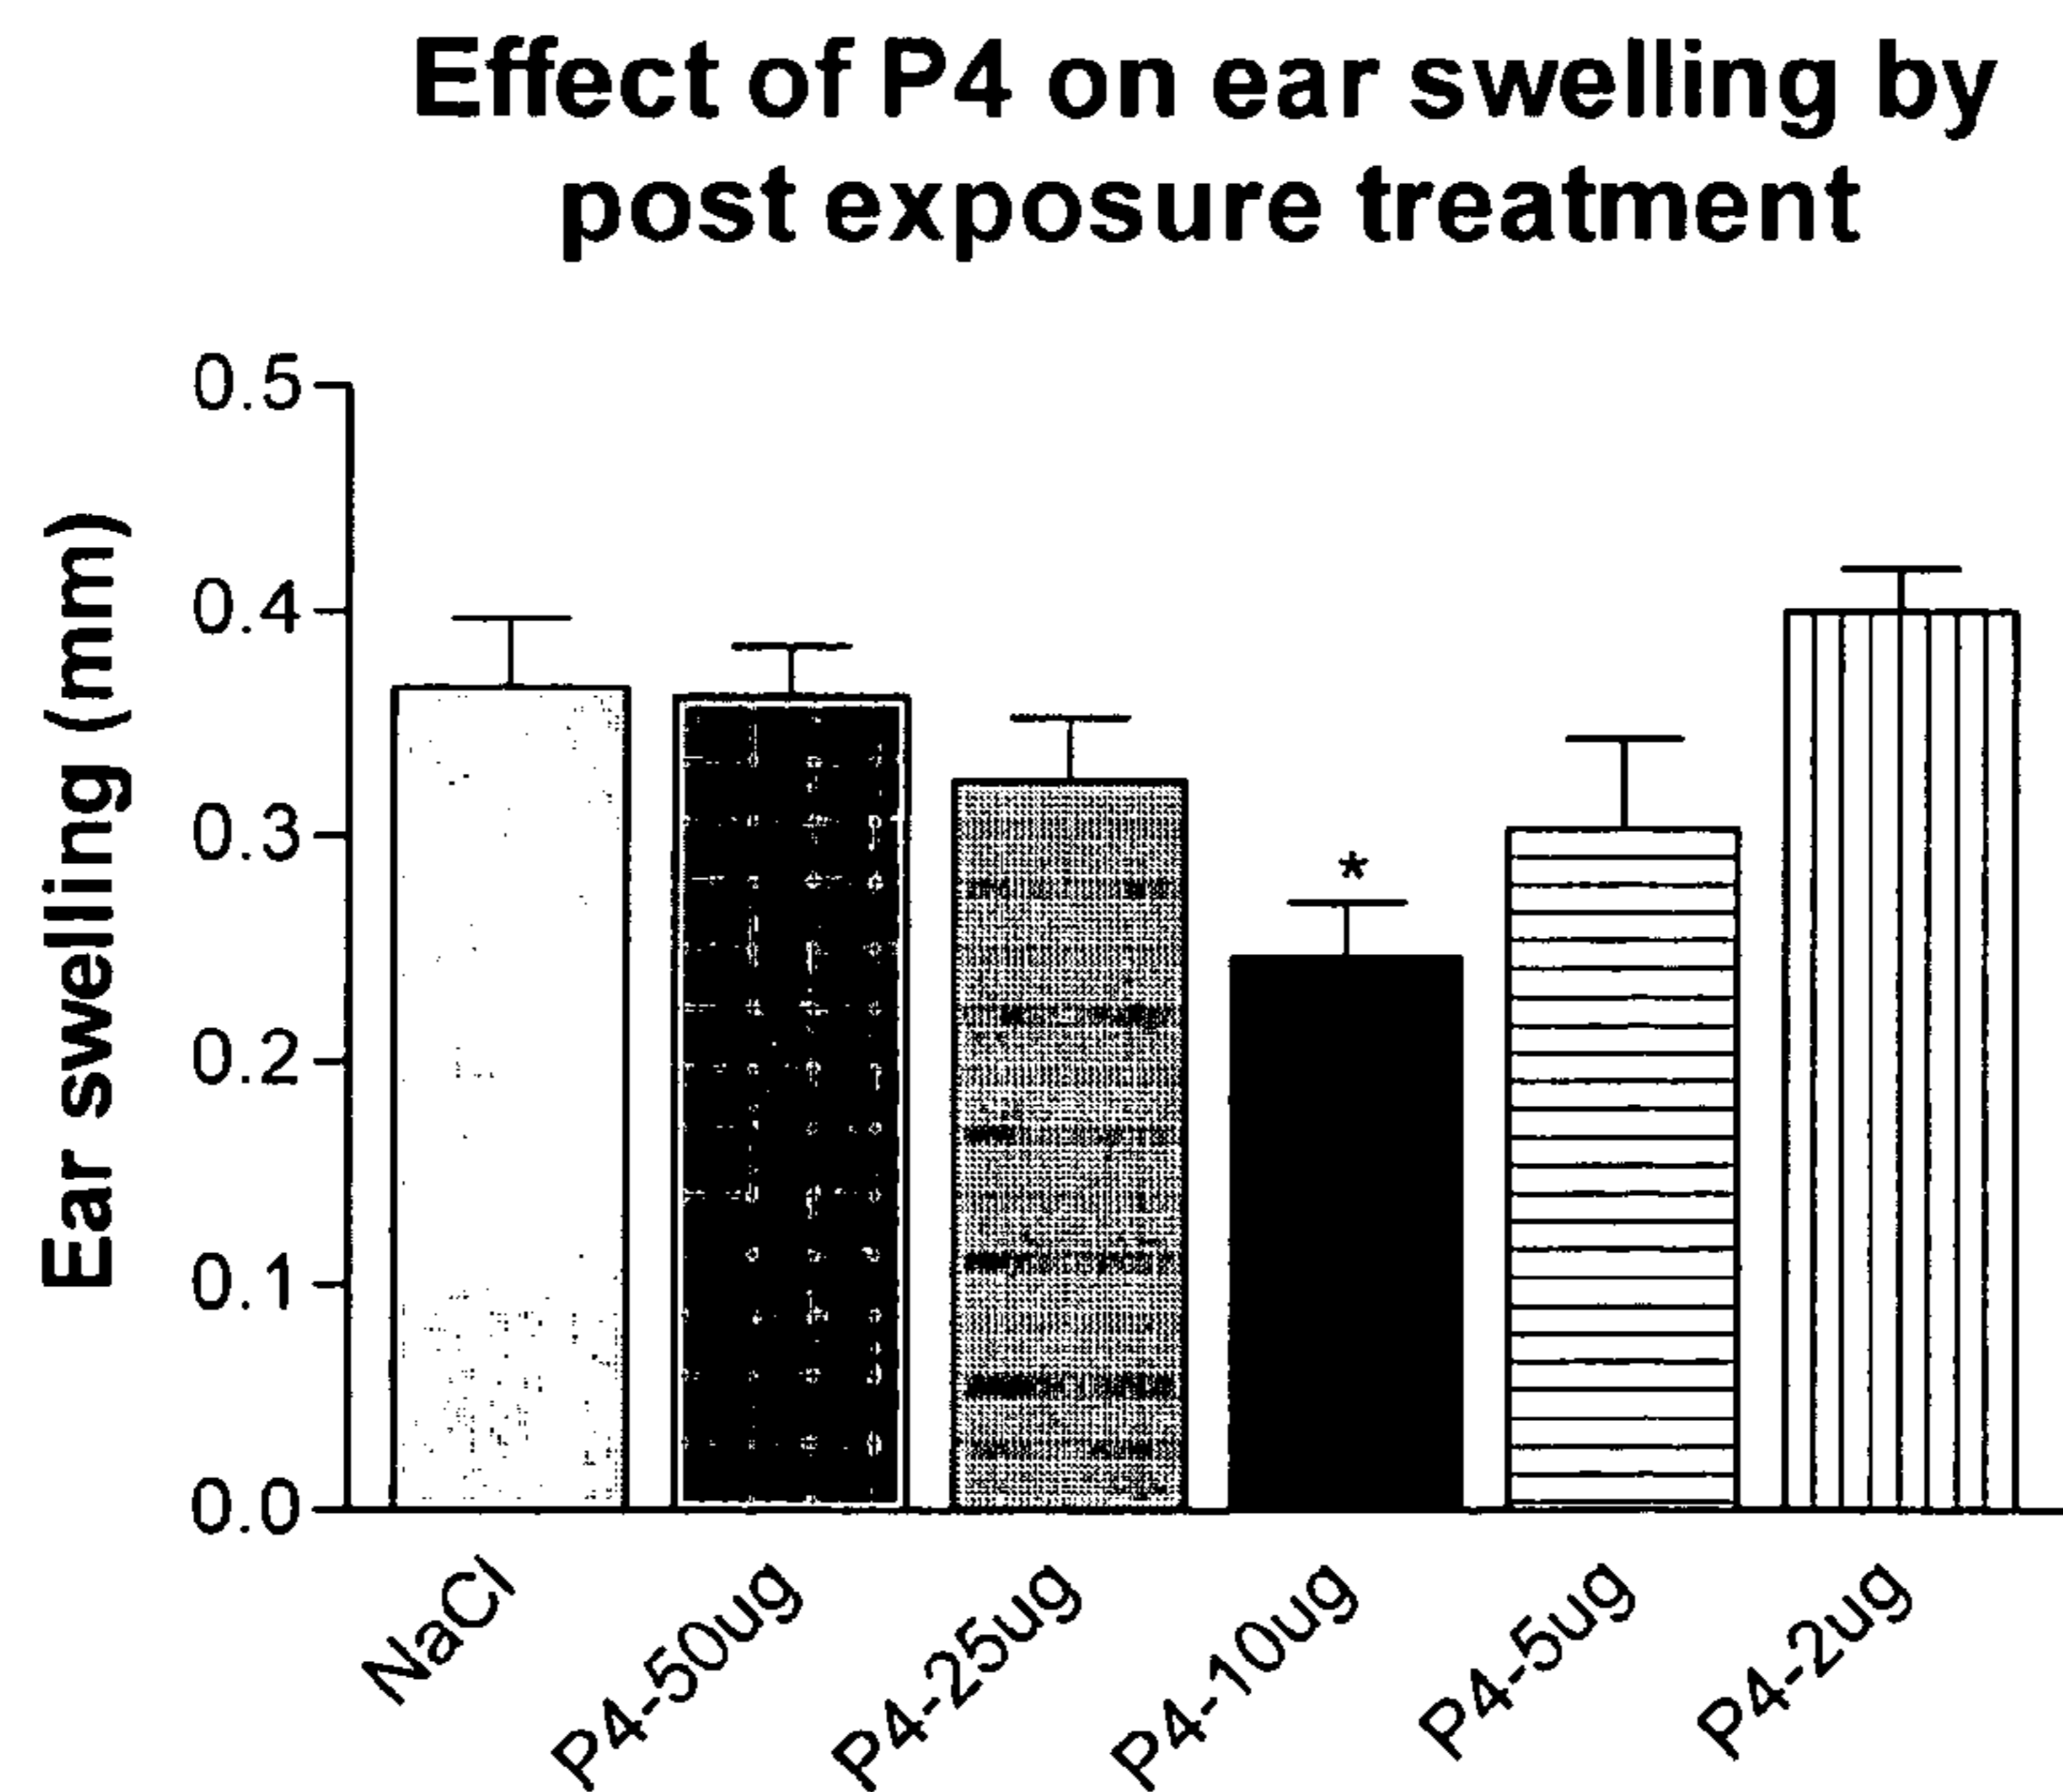 Effect of P4 on ear swelling by
post exposure treatment
Ear swelling (mm)
0.5
0.4
0.3
0.2
0.1
0.0
*
NaCl
P4-50ug
P4-25ug
P4-10ug
P4-5ug
P4-2ug